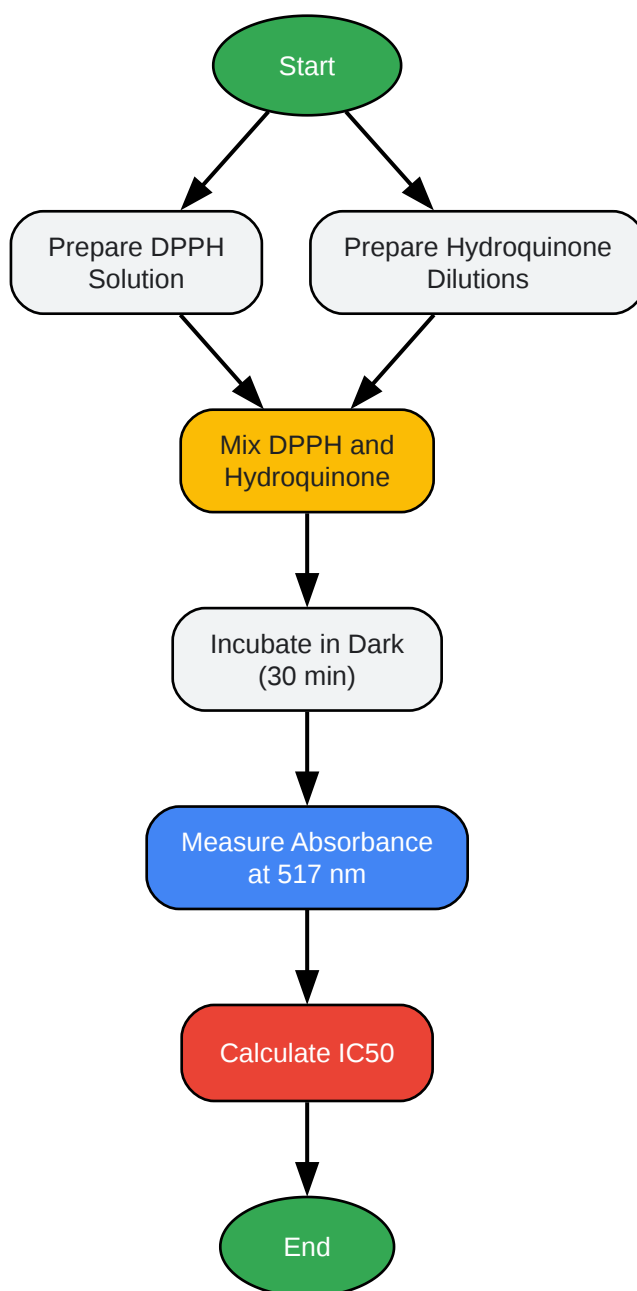 Start
Prepare DPPH
Solution
Prepare Hydroquinone
Dilutions
Mix DPPH and
Hydroquinone
Incubate in Dark
(30 min)
Measure Absorbance
at 517 nm
Calculate IC50
End